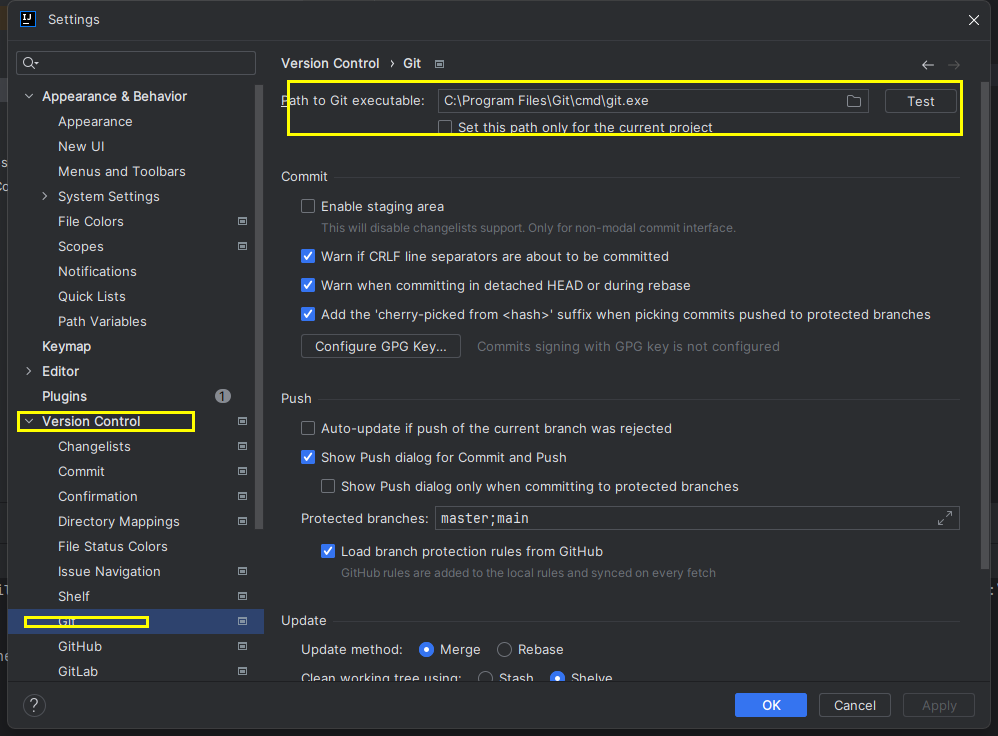 Settings
Version Control › Git
Appearance & Behavior
Appearance
New UI
Menus and Toolbars
System Settings
File Colors
Scopes
Notifications
Quick Lists
Path Variables
Keymap
Editor
Plugins 1
Version Control
Changelists
Commit
Confirmation
Directory Mappings
File Status Colors
Issue Navigation
Shelf
Git
GitHub
GitLab
Path to Git executable: C:\Program Files\Git\cmd\git.exe Test
Set this path only for the current project
Commit
Enable staging area
This will disable changelists support. Only for non-modal commit interface.
Warn if CRLF line separators are about to be committed
Warn when committing in detached HEAD or during rebase
Add the 'cherry-picked from <hash>' suffix when picking commits pushed to protected branches
Configure GPG Key... Commits signing with GPG key is not configured
Push
Auto-update if push of the current branch was rejected
Show Push dialog for Commit and Push
Show Push dialog only when committing to protected branches
Protected branches: master;main
Load branch protection rules from GitHub
GitHub rules are added to the local rules and synced on every fetch
Update
Update method: Merge Rebase
Clean working tree using: Stash Shelve
? OK Cancel Apply